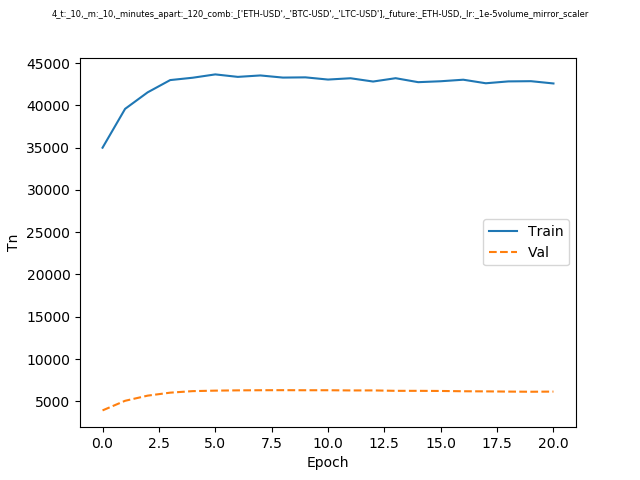 4_t:_10,_m:_10,_minutes_apart:_120_comb:_['ETH-USD',_'BTC-USD',_'LTC-USD'],_future:_ETH-USD,_lr:_1e-5volume_mirror_scaler
45000
40000
35000
30000
25000
20000
15000
10000
5000
Tn
Train
Val
0.0 2.5 5.0 7.5 10.0 12.5 15.0 17.5 20.0
Epoch